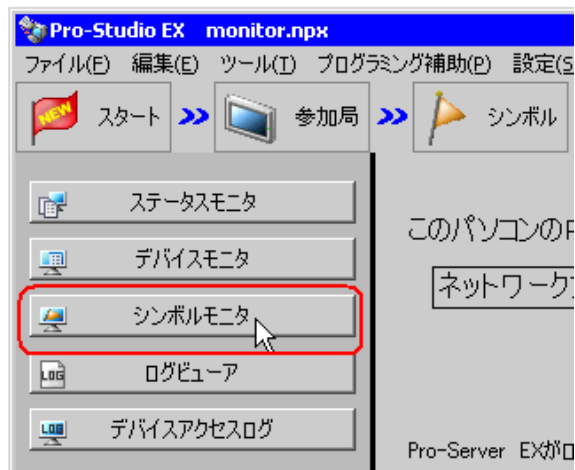 Pro-Studio EX monitor.npx
ファイル(F) 編集(E) ツール(T) プログラミング補助(P) 設定(S
NEW スタート 参加局 シンボル
ステータスモニタ
このパソコンのP
デバイスモニタ
ネットワーク
シンボルモニタ
LOG ログビューア
LOG デバイスアクセスログ
Pro-Server EXがロ